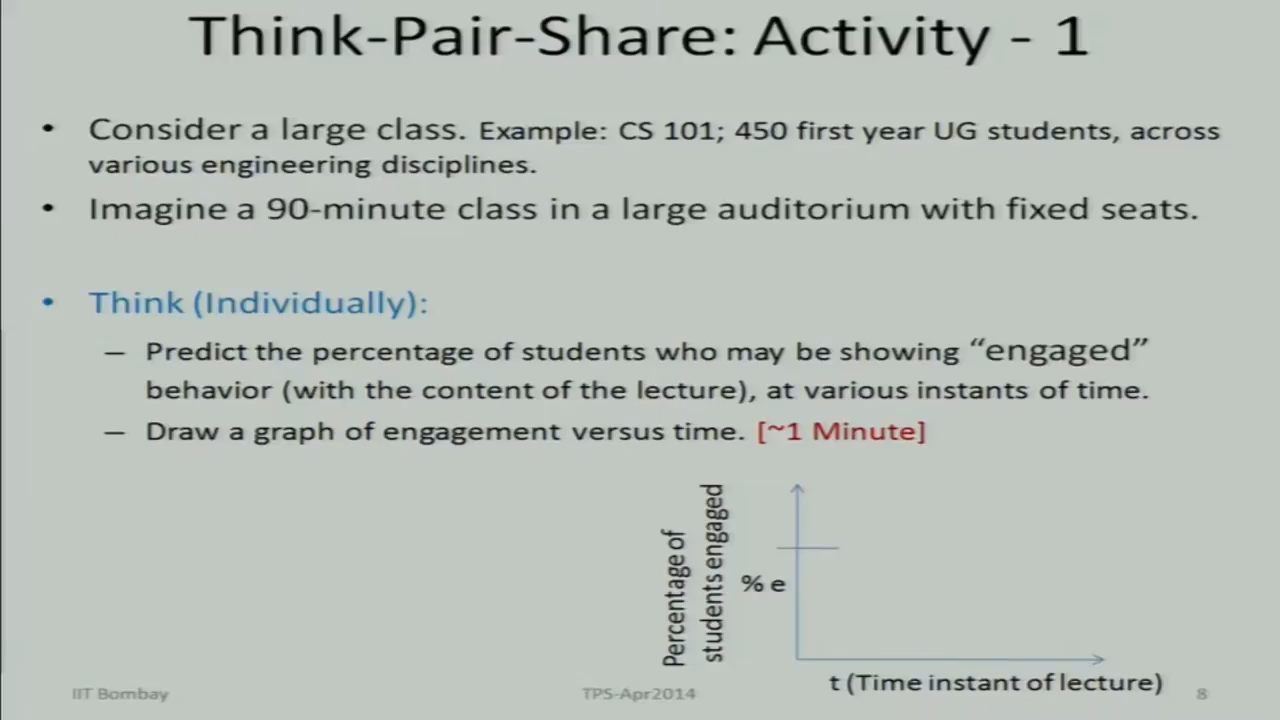 Think-Pair-Share: Activity - 1
• Consider a large class. Example: CS 101; 450 first year UG students, across
various engineering disciplines.
• Imagine a 90-minute class in a large auditorium with fixed seats.
• Think (Individually):
– Predict the percentage of students who may be showing “engaged”
behavior (with the content of the lecture), at various instants of time.
– Draw a graph of engagement versus time. [~1 Minute]
Percentage of
students engaged
% e
t (Time instant of lecture)
IIT Bombay
TPS-Apr2014
8